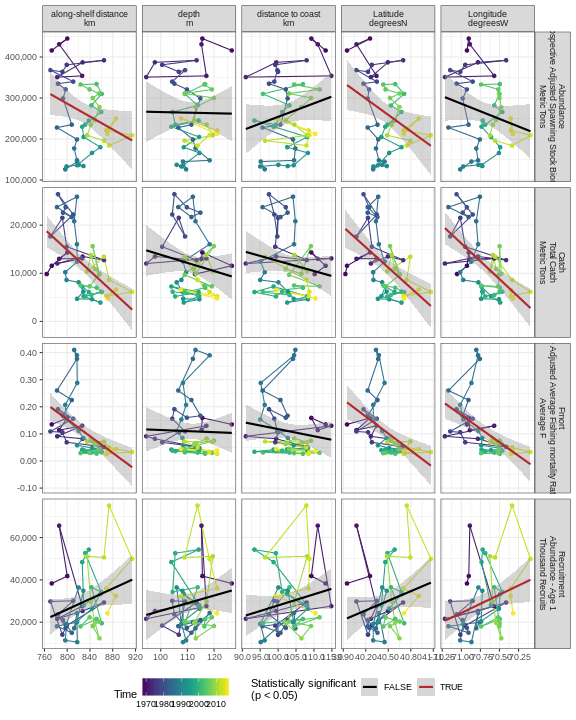 along-shelf distance
km
depth
m
distance to coast
km
Latitude
degreesN
Longitude
degreesW
400,000
300,000
200,000
100,000
Abundance
Adjusted Spawning Stock
Metric Tons
20,000
10,000
0
Catch
Total Catch
Metric Tons
0.40
0.30
0.20
0.10
0.00
-0.10
Fmort
Adjusted Average Fishing mortality
Average F
60,000
40,000
20,000
Recruitment
Abundance - Age 1
Thousand Recruits
760 800 840 880 920
100 110 120
Time
1970 1980 1990 2000 2010
Statistically significant
(p < 0.05)
FALSE
TRUE